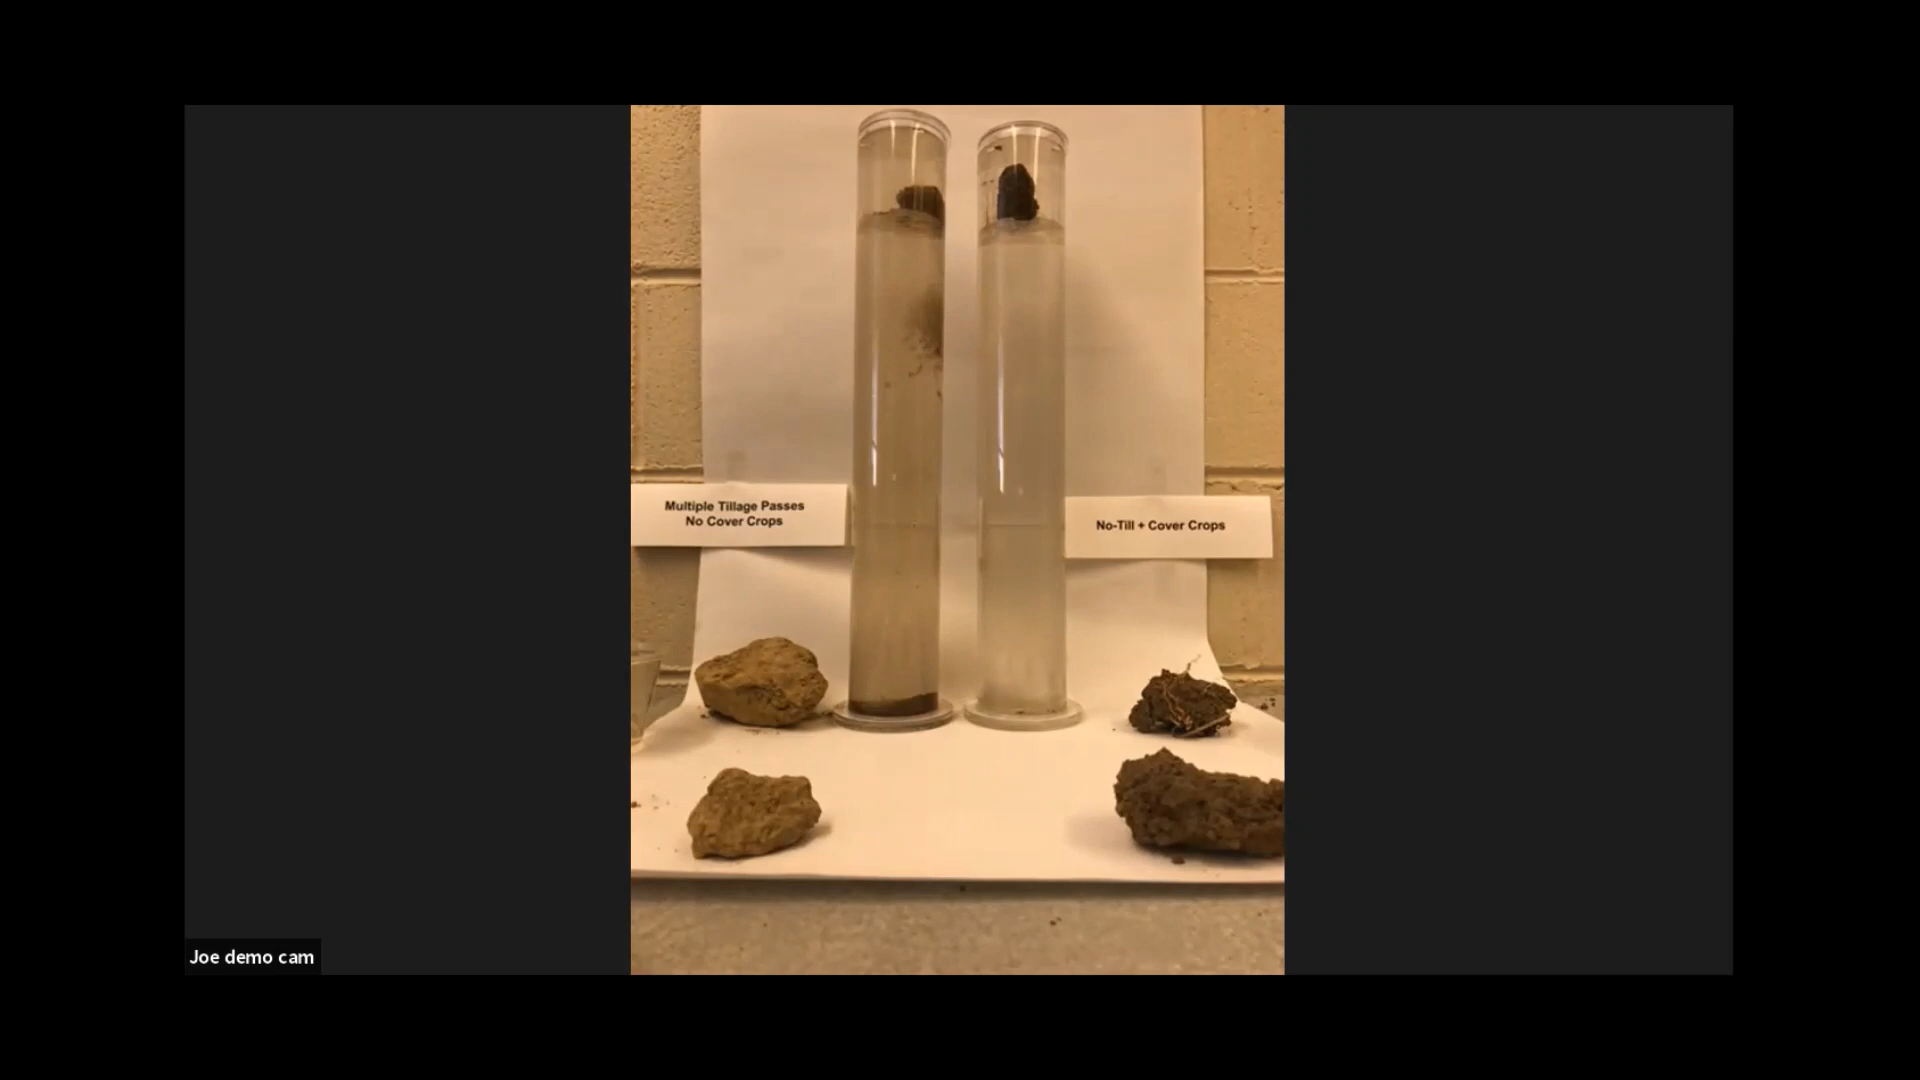 Multiple Tillage Passes
No Cover Crops
No-Till + Cover Crops
Joe demo cam